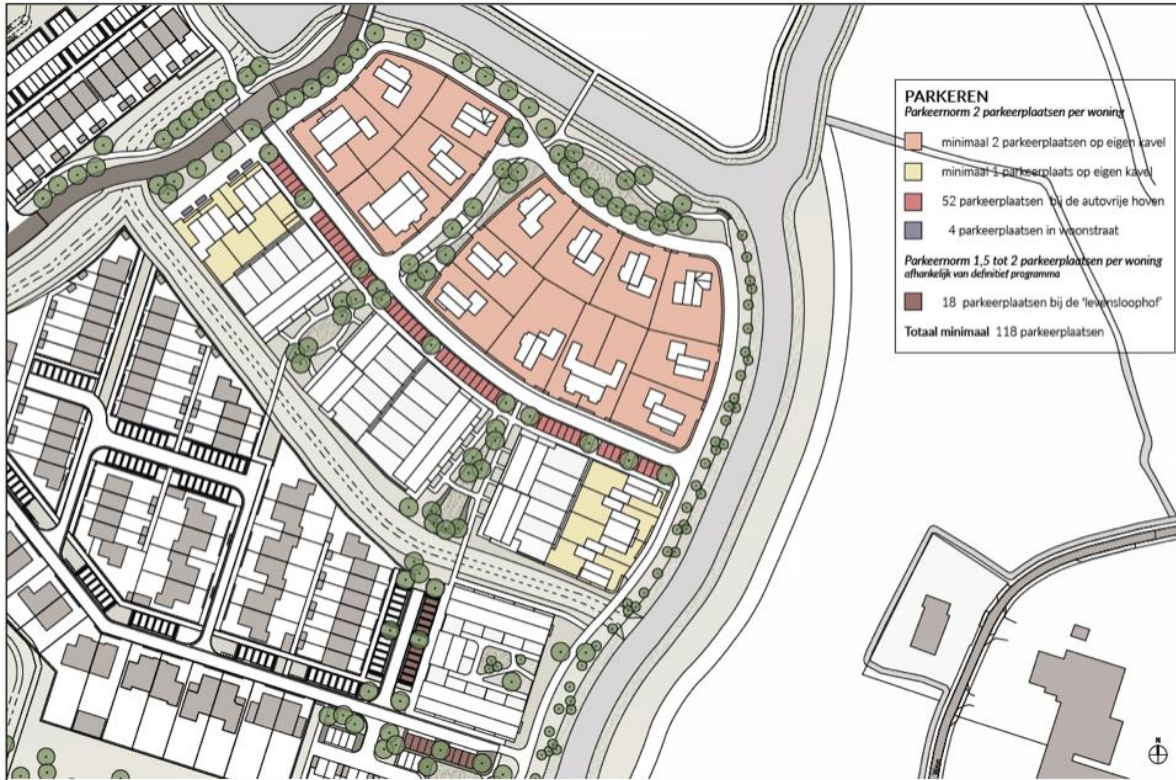 PARKEREN
Parkeernorm 2 parkeerplaatsen per woning
minimaal 2 parkeerplaatsen op eigen kavel
minimaal 1 parkeerplaats op eigen kavel
52 parkeerplaatsen bij de autovrije hoven
4 parkeerplaatsen in woonstraat
Parkeernorm 1,5 tot 2 parkeerplaatsen per woning
afhankelijk van definitief programma
18 parkeerplaatsen bij de 'levensloophof'
Totaal minimaal 118 parkeerplaatsen
N